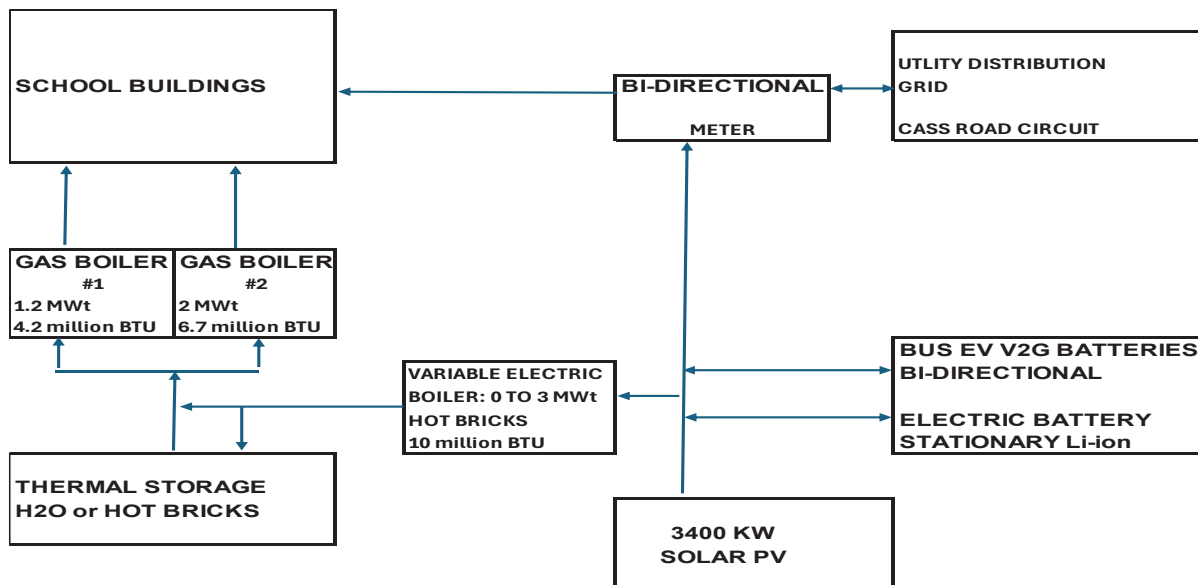 SCHOOL BUILDINGS
BI-DIRECTIONAL
METER
UTLITY DISTRIBUTION
GRID
CASS ROAD CIRCUIT
GAS BOILER
#1
1.2 MWt
4.2 million BTU
GAS BOILER
#2
2 MWt
6.7 million BTU
VARIABLE ELECTRIC
BOILER: 0 TO 3 MWt
HOT BRICKS
10 million BTU
BUS EV V2G BATTERIES
BI-DIRECTIONAL
ELECTRIC BATTERY
STATIONARY Li-ion
THERMAL STORAGE
H2O or HOT BRICKS
3400 KW
SOLAR PV